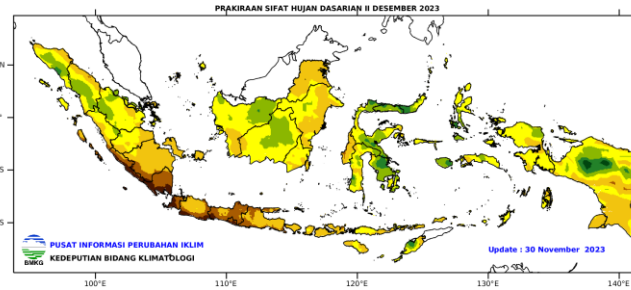 PRAKIRAAN SIFAT HUJAN DASARIAN II DESEMBER 2023
N
S
S
BMKG
PUSAT INFORMASI PERUBAHAN IKLIM
KEDEPUTIAN BIDANG KLIMATOLOGI
Update : 30 November 2023
100°E 110°E 120°E 130°E 140°E